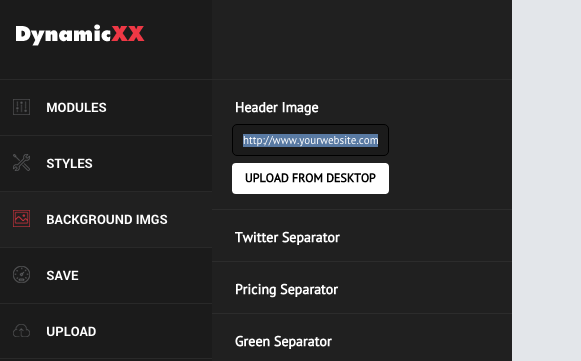 DynamicXX
MODULES
STYLES
BACKGROUND IMGS
SAVE
UPLOAD
Header Image
http://www.yourwebsite.com
UPLOAD FROM DESKTOP
Twitter Separator
Pricing Separator
Green Separator